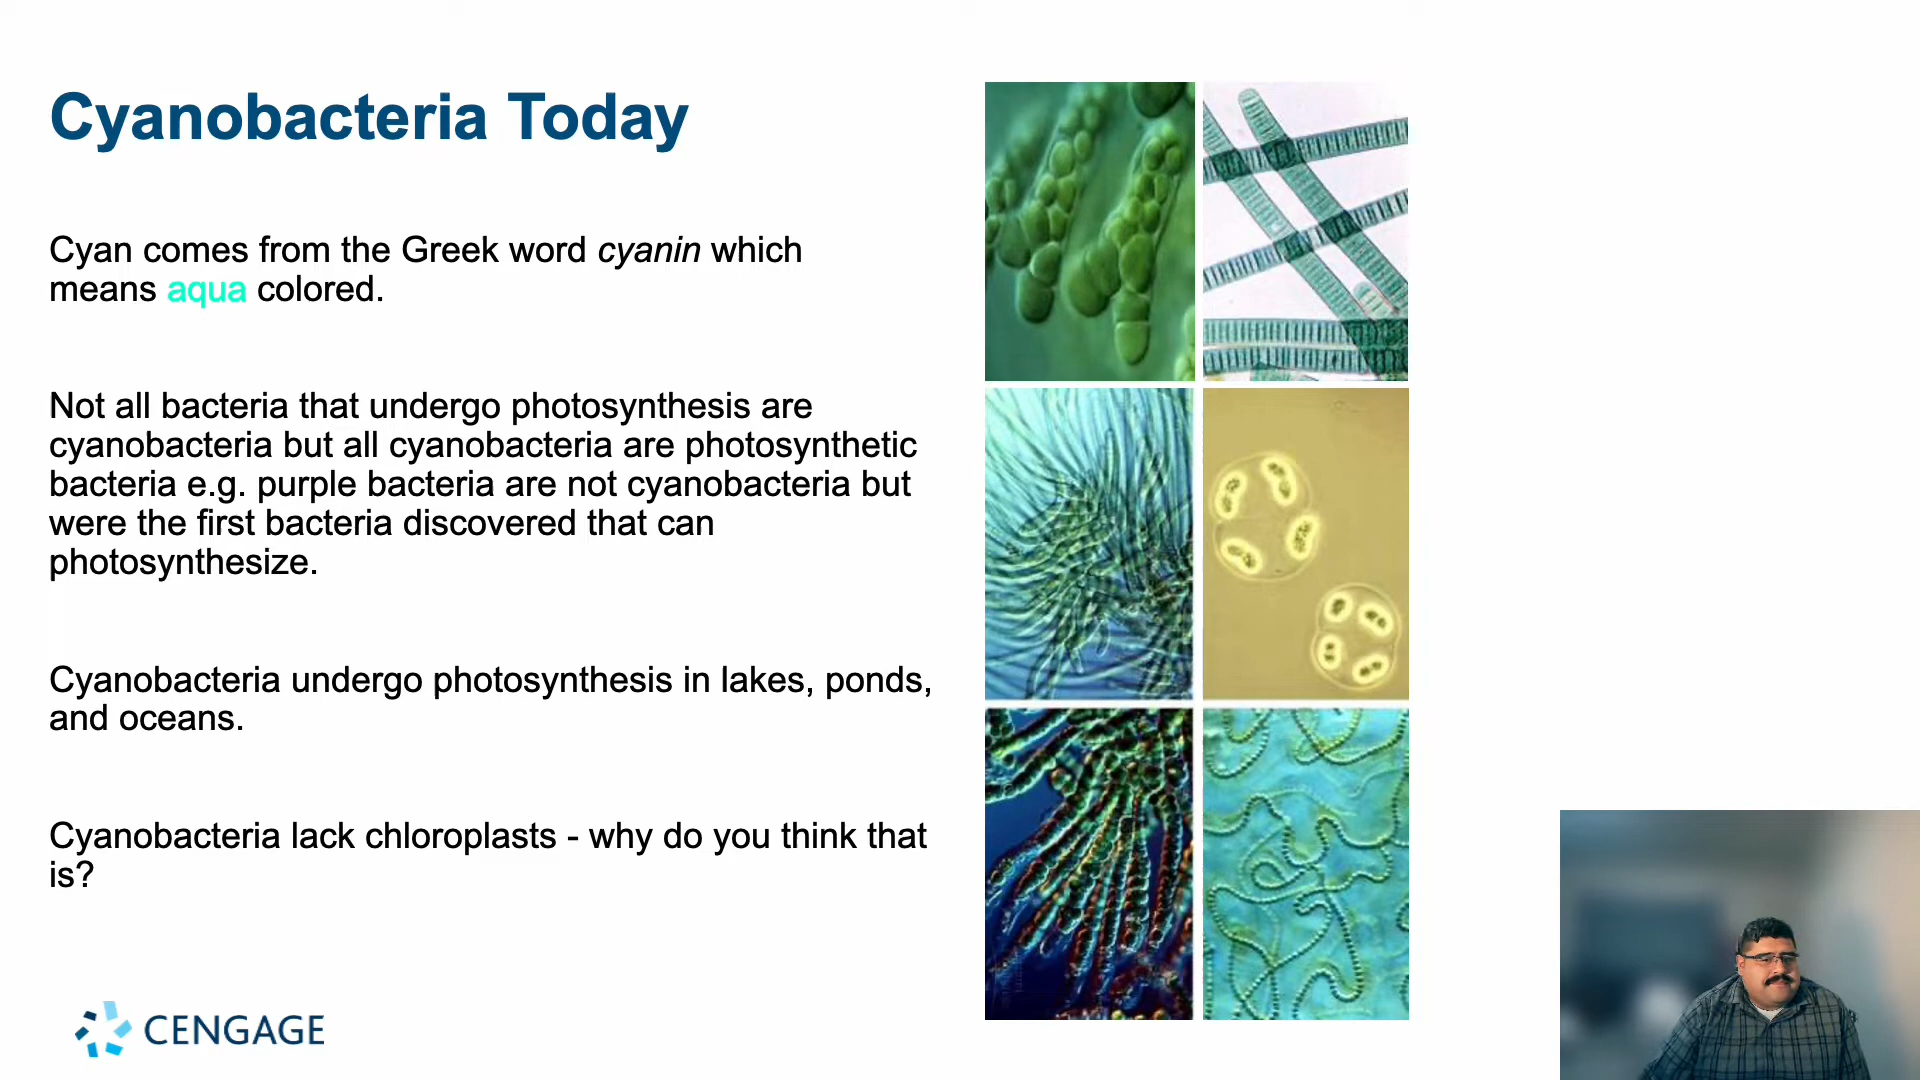 Cyanobacteria Today
Cyan comes from the Greek word cyanin which
means aqua colored.
Not all bacteria that undergo photosynthesis are
cyanobacteria but all cyanobacteria are photosynthetic
bacteria e.g. purple bacteria are not cyanobacteria but
were the first bacteria discovered that can
photosynthesize.
Cyanobacteria undergo photosynthesis in lakes, ponds,
and oceans.
Cyanobacteria lack chloroplasts - why do you think that
is?
CENGAGE